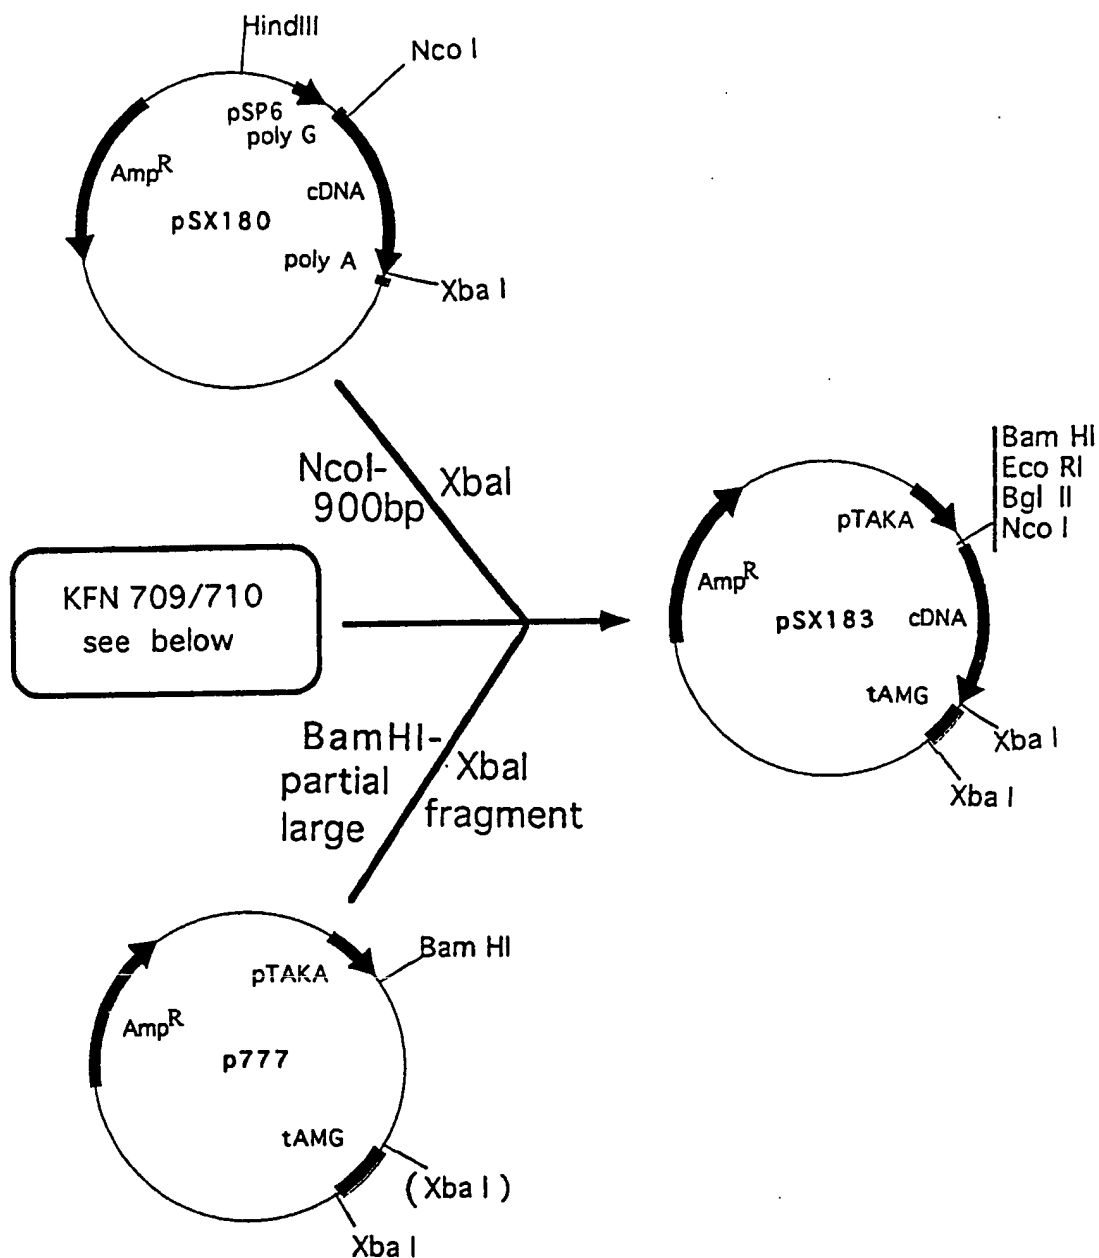 HindIII
Nco I
pSP6
poly G
AmpR
cDNA
pSX180
poly A
Xba I
NcoI-
900bp
XbaI
KFN 709/710
see below
BamHI-
partial
large
XbaI
fragment
Bam HI
Eco RI
Bgl II
Nco I
pTAKA
AmpR
pSX183
cDNA
tAMG
Xba I
Xba I
Bam HI
pTAKA
AmpR
p777
tAMG
(Xba I)
Xba I